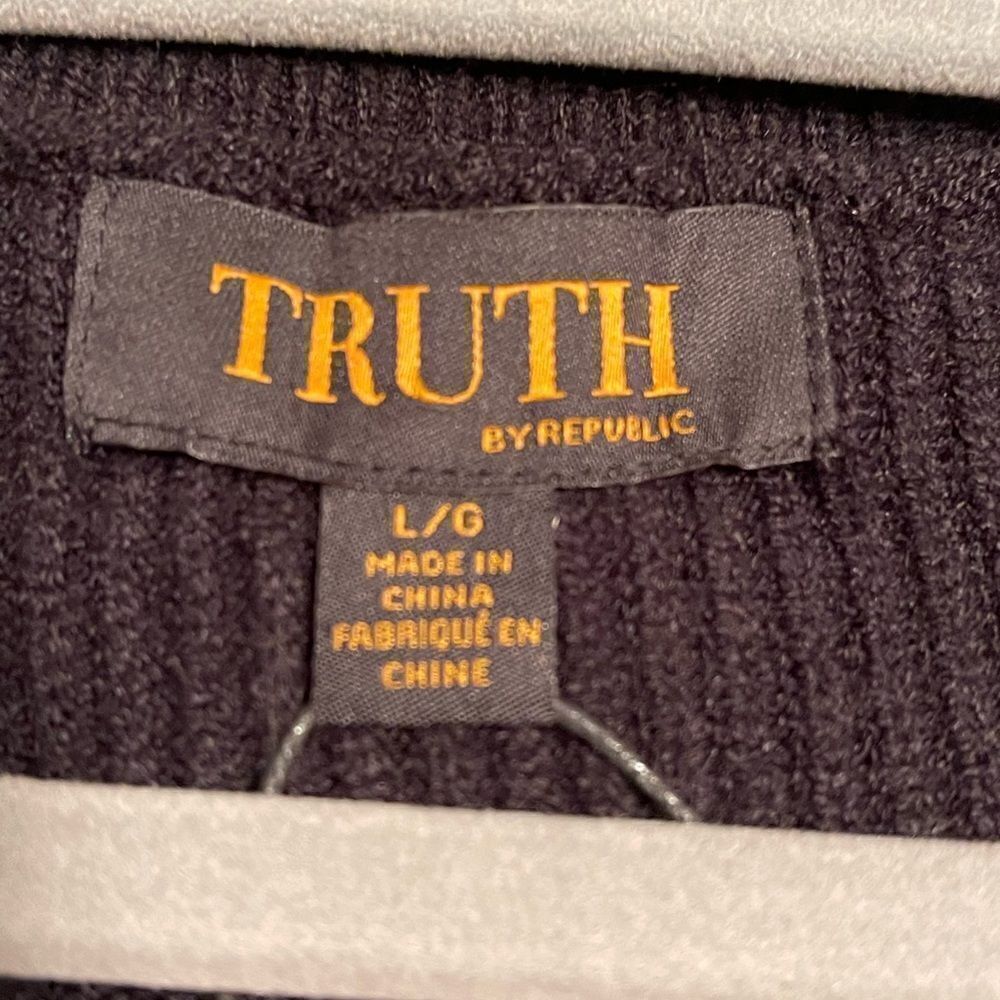 TRUTH
BY REPUBLIC
L/G
MADE IN
CHINA
FABRIQUÉ EN
CHINE